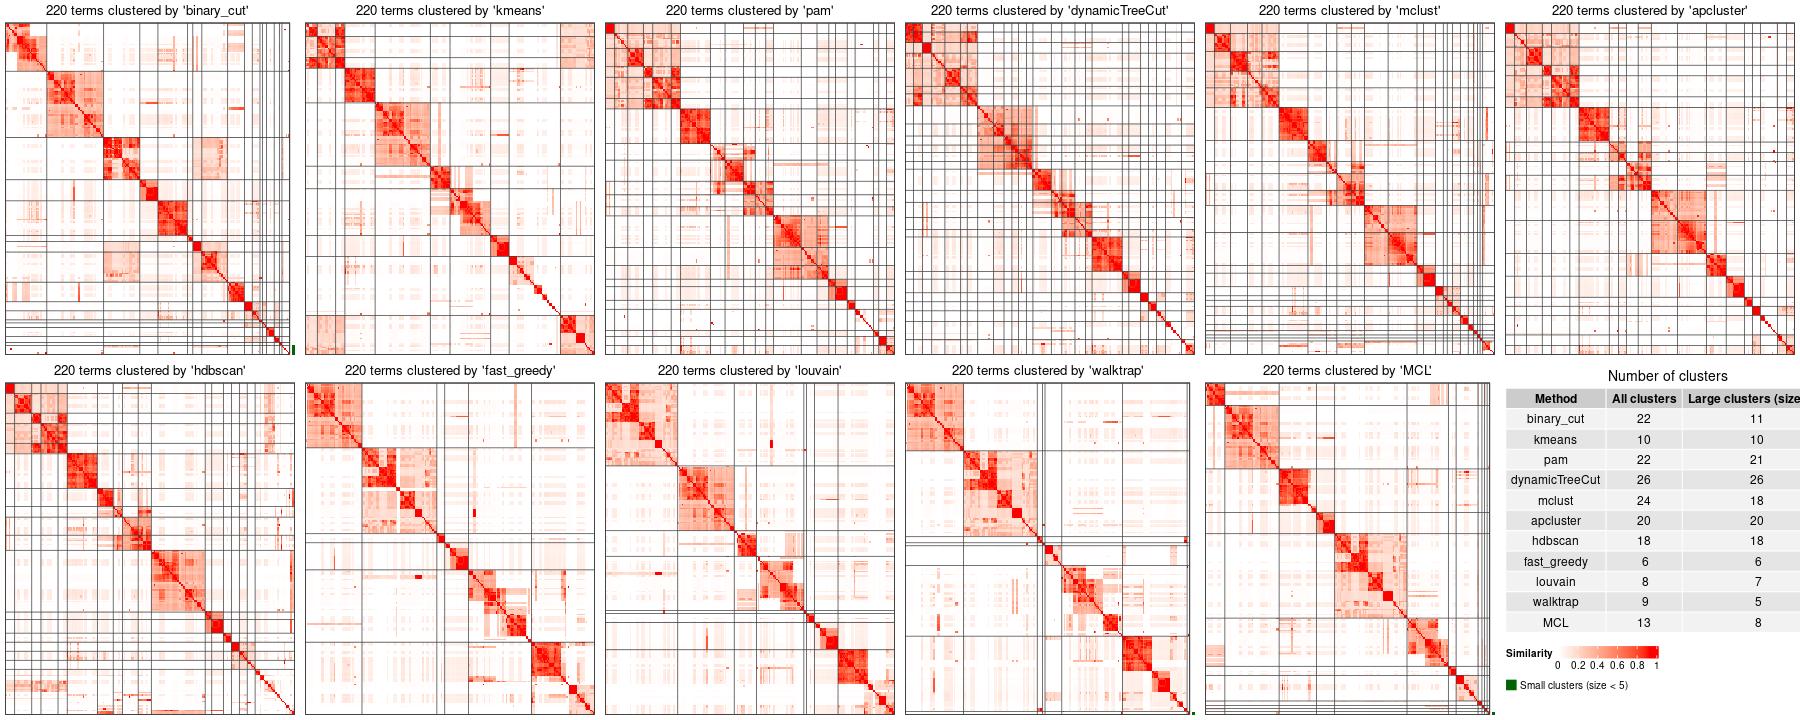 220 terms clustered by 'binary_cut'
220 terms clustered by 'kmeans'
220 terms clustered by 'pam'
220 terms clustered by 'dynamicTreeCut'
220 terms clustered by 'mclust'
220 terms clustered by 'apcluster'
220 terms clustered by 'hdbscan'
220 terms clustered by 'fast_greedy'
220 terms clustered by 'louvain'
220 terms clustered by 'walktrap'
220 terms clustered by 'MCL'
Number of clusters
Method All clusters Large clusters (size
binary_cut 22 11
kmeans 10 10
pam 22 21
dynamicTreeCut 26 26
mclust 24 18
apcluster 20 20
hdbscan 18 18
fast_greedy 6 6
louvain 8 7
walktrap 9 5
MCL 13 8
Similarity
0 0.2 0.4 0.6 0.8 1
Small clusters (size < 5)